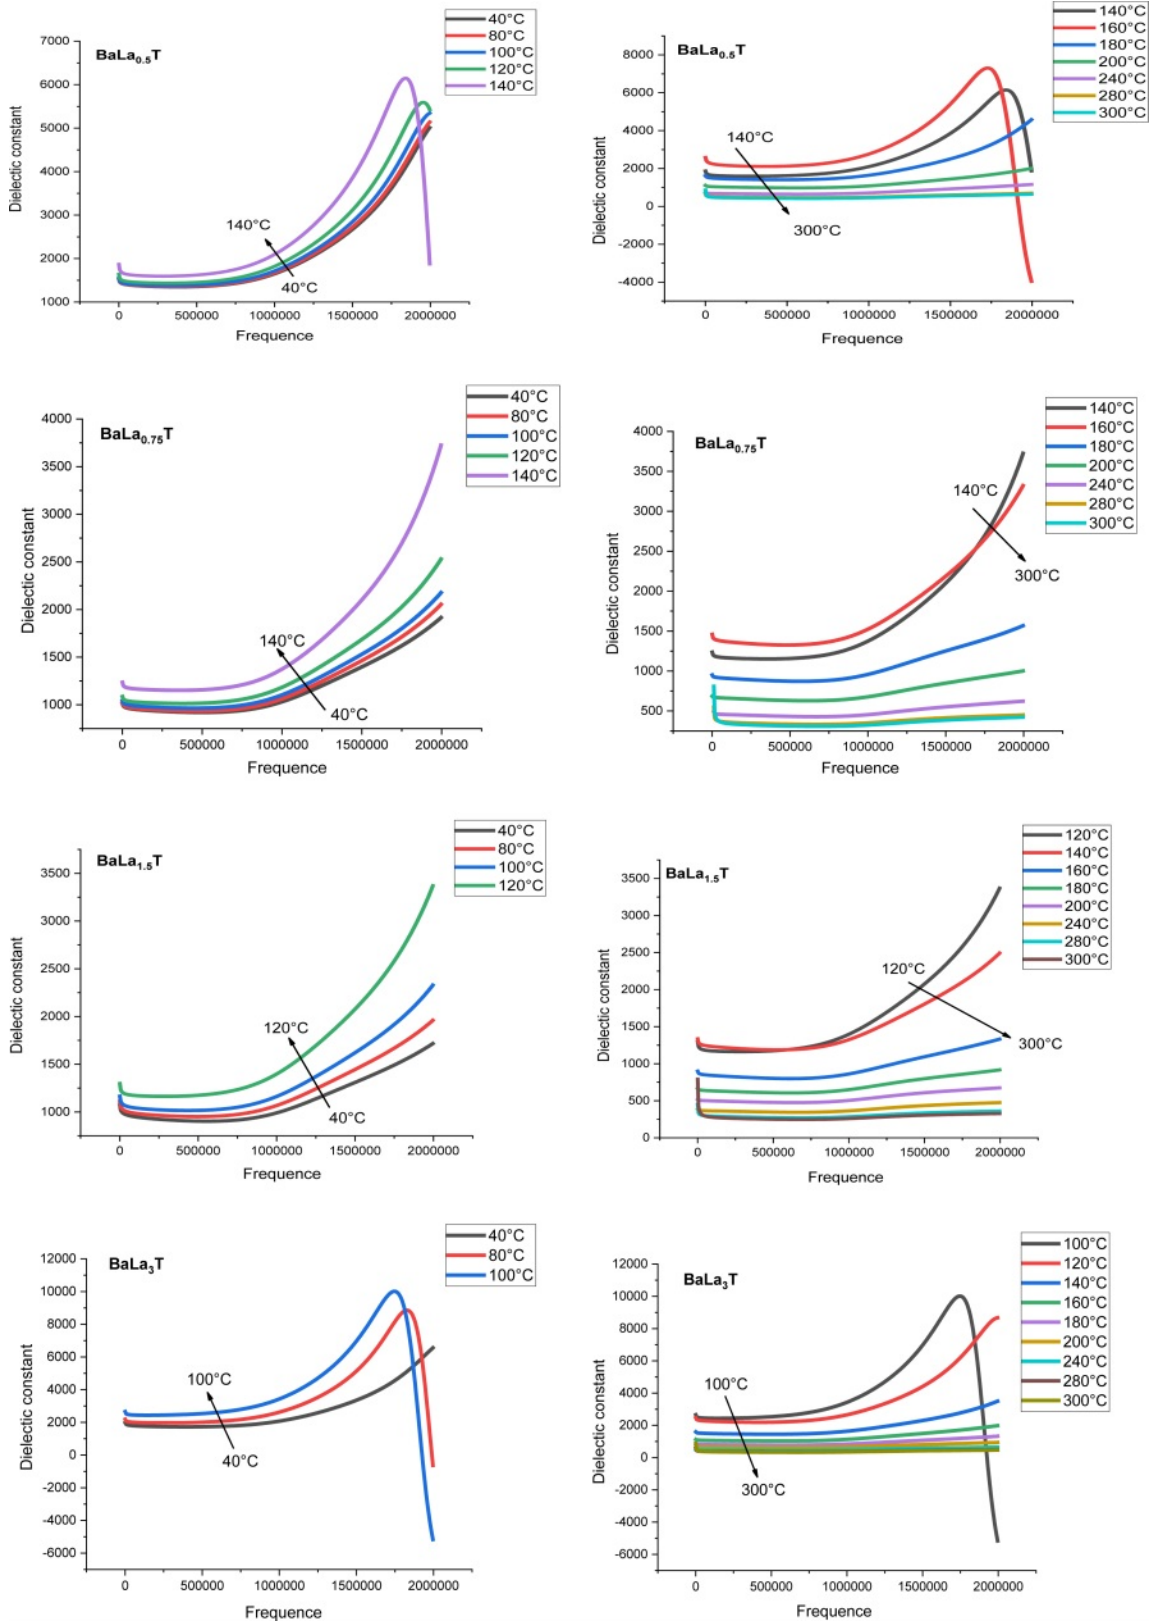 BaLa0.5T
40°C
80°C
100°C
120°C
140°C
7000
6000
5000
4000
3000
2000
1000
Dielectic constant
140°C
40°C
0 500000 1000000 1500000 2000000
Frequence
BaLa0.5T
140°C
160°C
180°C
200°C
240°C
280°C
300°C
8000
6000
4000
2000
0
-2000
-4000
Dielectic constant
140°C
300°C
0 500000 1000000 1500000 2000000
Frequence
BaLa0.75T
40°C
80°C
100°C
120°C
140°C
4000
3500
3000
2500
2000
1500
1000
Dielectic constant
140°C
40°C
0 500000 1000000 1500000 2000000
Frequence
BaLa0.75T
140°C
160°C
180°C
200°C
240°C
280°C
300°C
4000
3500
3000
2500
2000
1500
1000
500
Dielectic constant
140°C
300°C
0 500000 1000000 1500000 2000000
Frequence
BaLa1.5T
40°C
80°C
100°C
120°C
3500
3000
2500
2000
1500
1000
Dielectic constant
120°C
40°C
0 500000 1000000 1500000 2000000
Frequence
BaLa1.5T
120°C
140°C
160°C
180°C
200°C
240°C
280°C
300°C
3500
3000
2500
2000
1500
1000
500
0
Dielectic constant
120°C
300°C
0 500000 1000000 1500000 2000000
Frequence
BaLa3T
40°C
80°C
100°C
12000
10000
8000
6000
4000
2000
0
-2000
-4000
-6000
Dielectic constant
100°C
40°C
0 500000 1000000 1500000 2000000
Frequence
BaLa3T
100°C
120°C
140°C
160°C
180°C
200°C
240°C
280°C
300°C
12000
10000
8000
6000
4000
2000
0
-2000
-4000
-6000
Dielectic constant
100°C
300°C
0 500000 1000000 1500000 2000000
Frequence